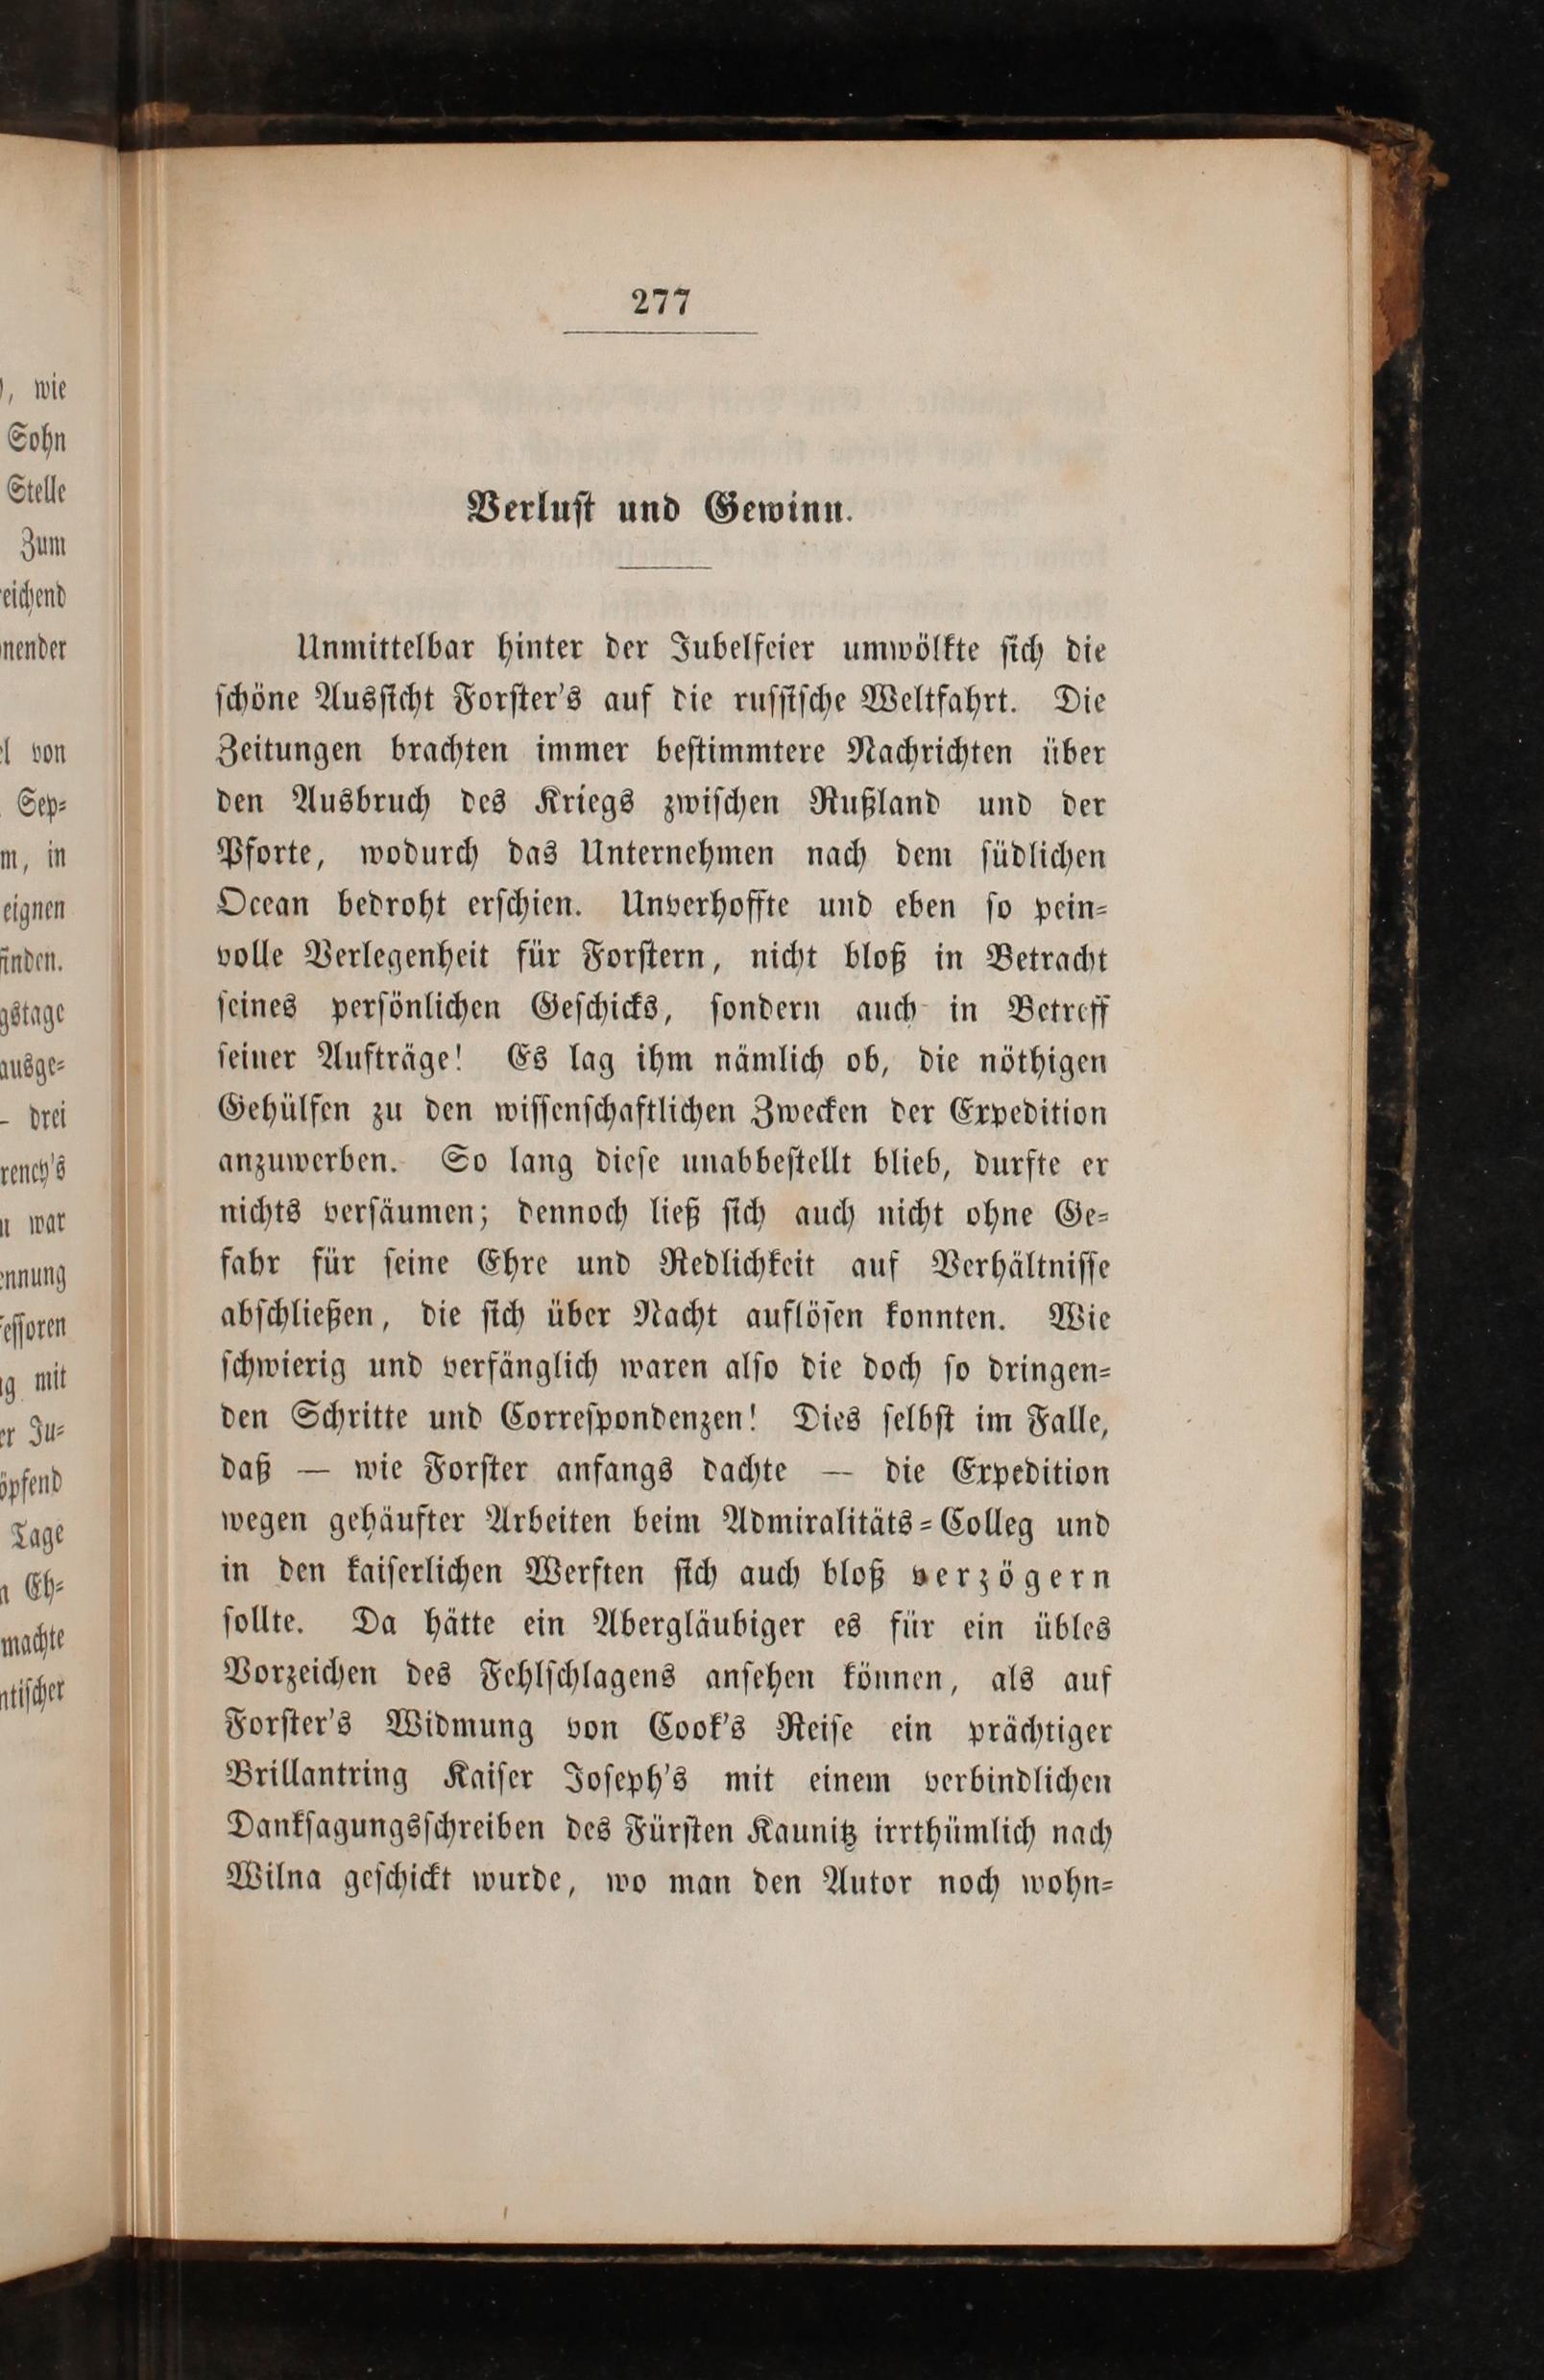 277
Verluſt und Gewinn.
Unmittelbar hinter der Jubelfeier umwölkte ſich die
ſchöne Ausſicht Forſter's auf die ruſſiſche Weltfahrt. Die
Zeitungen brachten immer beſtimmtere Nachrichten über
den Ausbruch des Kriegs zwiſchen Rußland und der
Pforte, wodurch das Unternehmen nach dem ſüdlichen
Ocean bedroht erſchien. Unverhoffte und eben ſo pein=
volle Verlegenheit für Forſtern, nicht bloß in Betracht
ſeines perſönlichen Geſchicks, ſondern auch in Betreff
ſeiner Aufträge! Es lag ihm nämlich ob, die nöthigen
Gehülfen zu den wiſſenſchaftlichen Zwecken der Expedition
anzuwerben. So lang dieſe unabbeſtellt blieb, durfte er
nichts verſäumen; dennoch ließ ſich auch nicht ohne Ge=
fahr für ſeine Ehre und Redlichkeit auf Verhältniſſe
abſchließen, die ſich über Nacht auflöſen konnten. Wie
ſchwierig und verfänglich waren alſo die doch ſo dringen=
den Schritte und Correſpondenzen! Dies ſelbſt im Falle,
daß — wie Forſter anfangs dachte — die Expedition
wegen gehäufter Arbeiten beim Admiralitäts=Colleg und
in den kaiſerlichen Werften ſich auch bloß verzögern
ſollte. Da hätte ein Abergläubiger es für ein übles
Vorzeichen des Fehlſchlagens anſehen können, als auf
Forſter's Widmung von Cook's Reiſe ein prächtiger
Brillantring Kaiſer Joſeph's mit einem verbindlichen
Dankſagungsſchreiben des Fürſten Kaunitz irrthümlich nach
Wilna geſchickt wurde, wo man den Autor noch wohn=